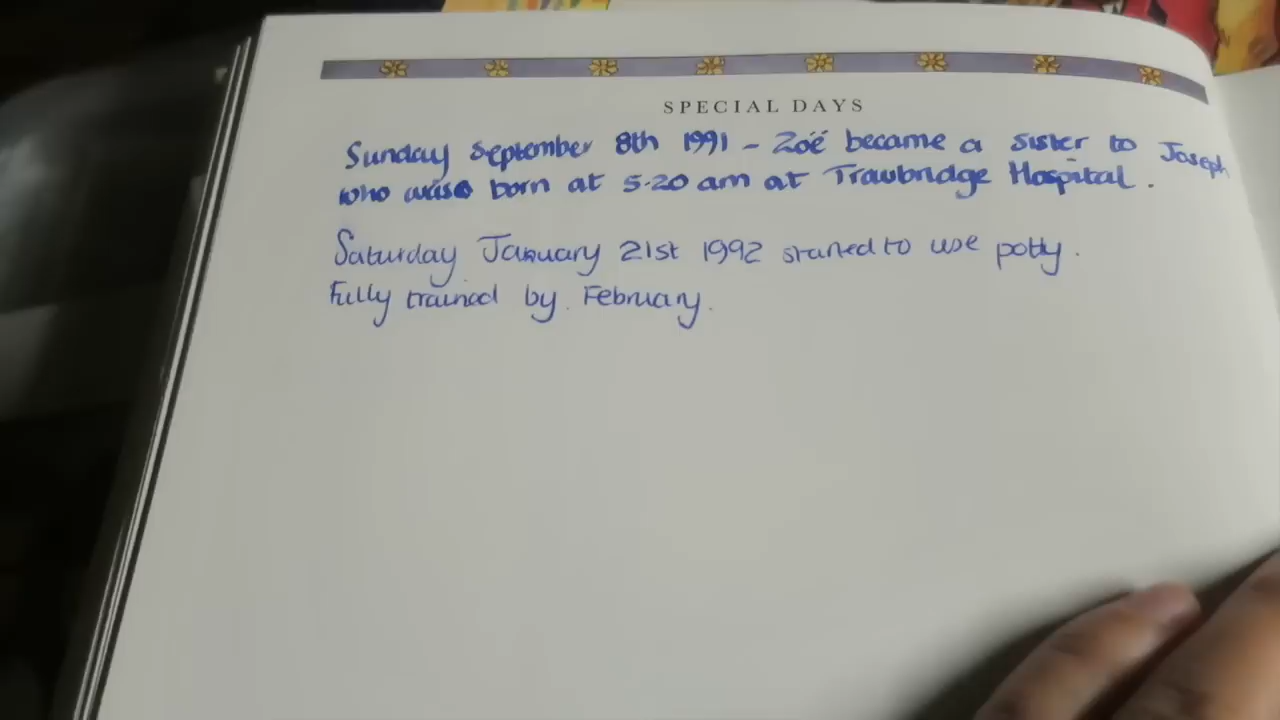 SPECIAL DAYS
Sunday September 8th 1991 - Zoë became a sister to Joseph
who was born at 5.20 am at Trowbridge Hospital.
Saturday January 21st 1992 started to use potty.
Fully trained by February.